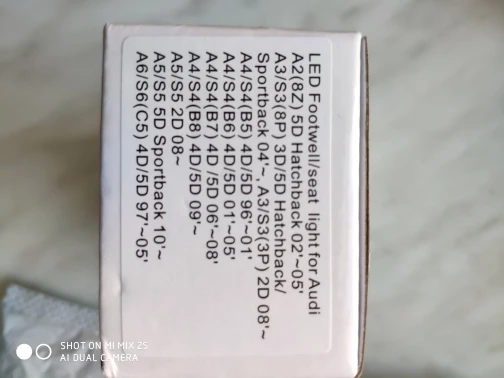 LED Footwell/seat light for Audi
A2(8Z) 5D Hatchback 02'~05'
A3/S3(8P) 3D/5D Hatchback/
Sportback 04'~, A3/S3(3P) 2D 08'~
A4/S4(B5) 4D/5D 96'~01'
A4/S4(B6) 4D/5D 01'~05'
A4/S4(B7) 4D /5D 06'~08'
A4/S4(B8) 4D/5D 09'~
A5/S5 2D 08~
A5/S5 5D Sportback 10'~
A6/S6(C5) 4D/5D 97'~05'
SHOT ON MI MIX 2S
AI DUAL CAMERA